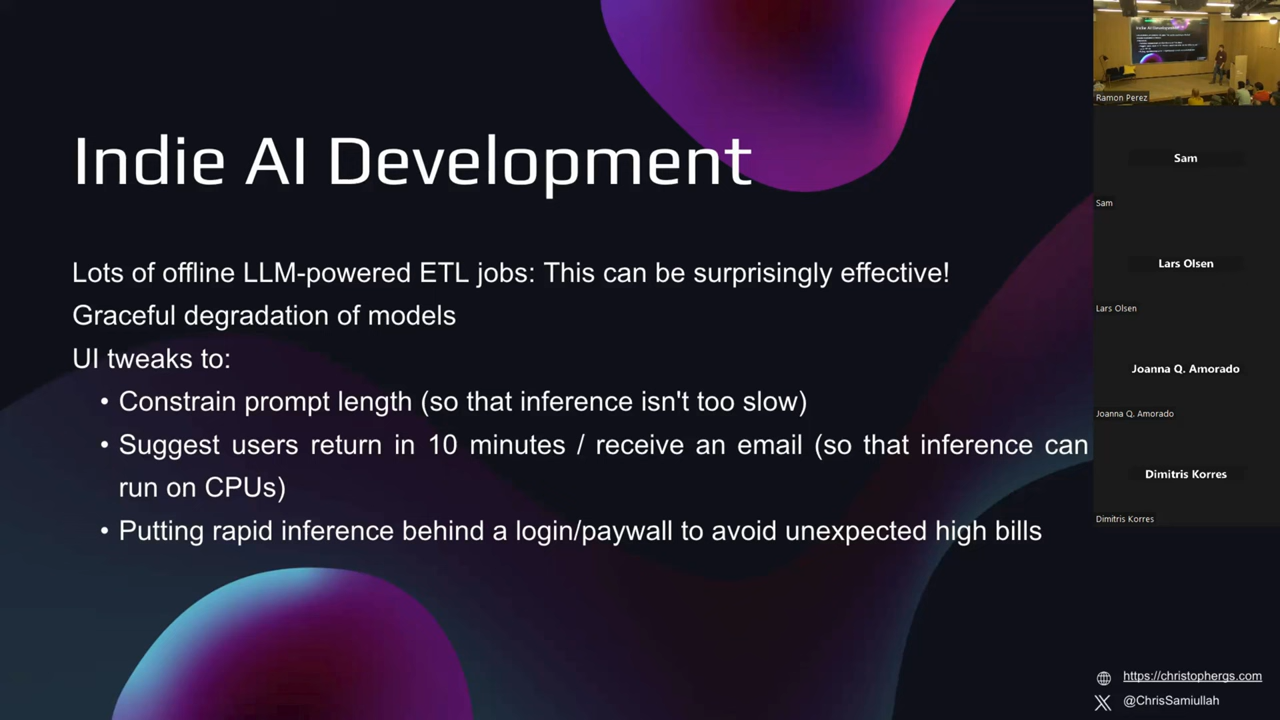 Indie AI Development
Lots of offline LLM-powered ETL jobs: This can be surprisingly effective!
Graceful degradation of models
UI tweaks to:
• Constrain prompt length (so that inference isn't too slow)
• Suggest users return in 10 minutes / receive an email (so that inference can
run on CPUs)
• Putting rapid inference behind a login/paywall to avoid unexpected high bills
https://christophergs.com
@ChrisSamiullah
Ramon Perez
Sam
Sam
Lars Olsen
Lars Olsen
Joanna Q. Amorado
Joanna Q. Amorado
Dimitris Korres
Dimitris Korres